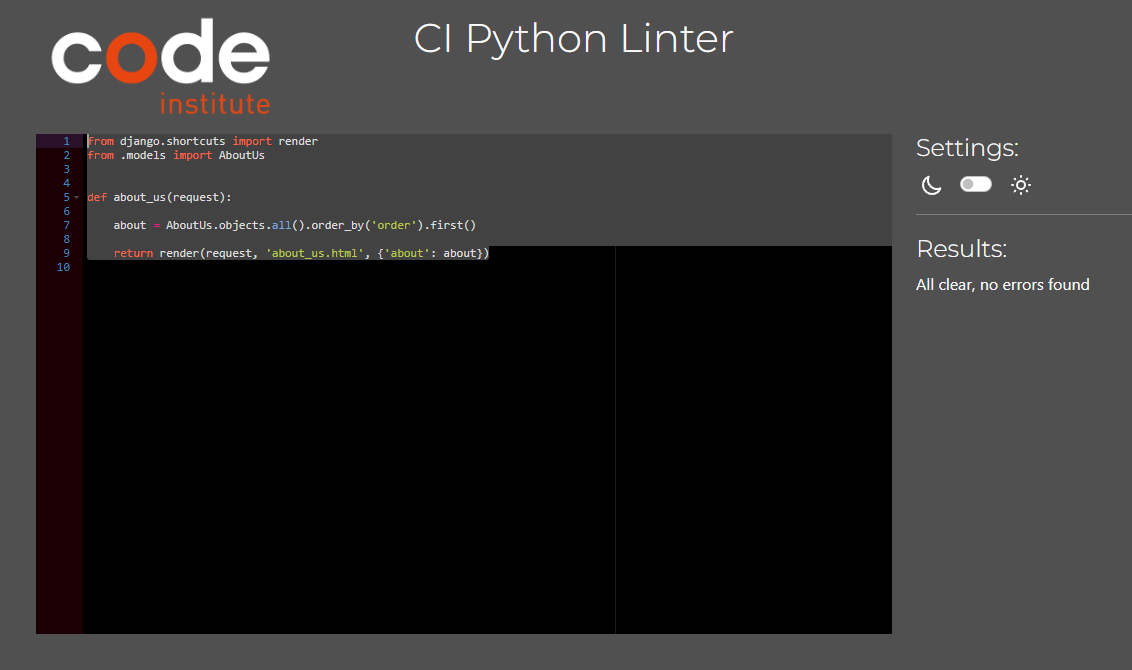 code
institute
CI Python Linter
1 from django.shortcuts import render
2 from .models import AboutUs
3
4
5 def about_us(request):
6
7     about = AboutUs.objects.all().order_by('order').first()
8
9     return render(request, 'about_us.html', {'about': about})
10
Settings:
Results:
All clear, no errors found